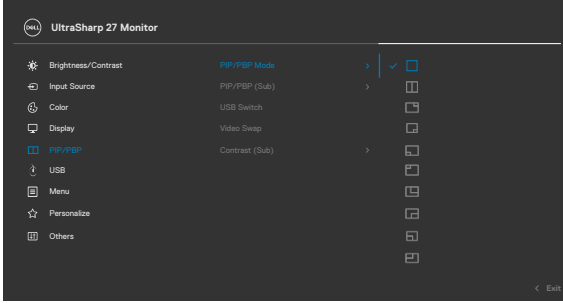 DELL UltraSharp 27 Monitor
Brightness/Contrast PIP/PBP Mode
Input Source PIP/PBP (Sub)
Color USB Switch
Display Video Swap
PIP/PBP Contrast (Sub)
USB
Menu
Personalize
Others
Exit